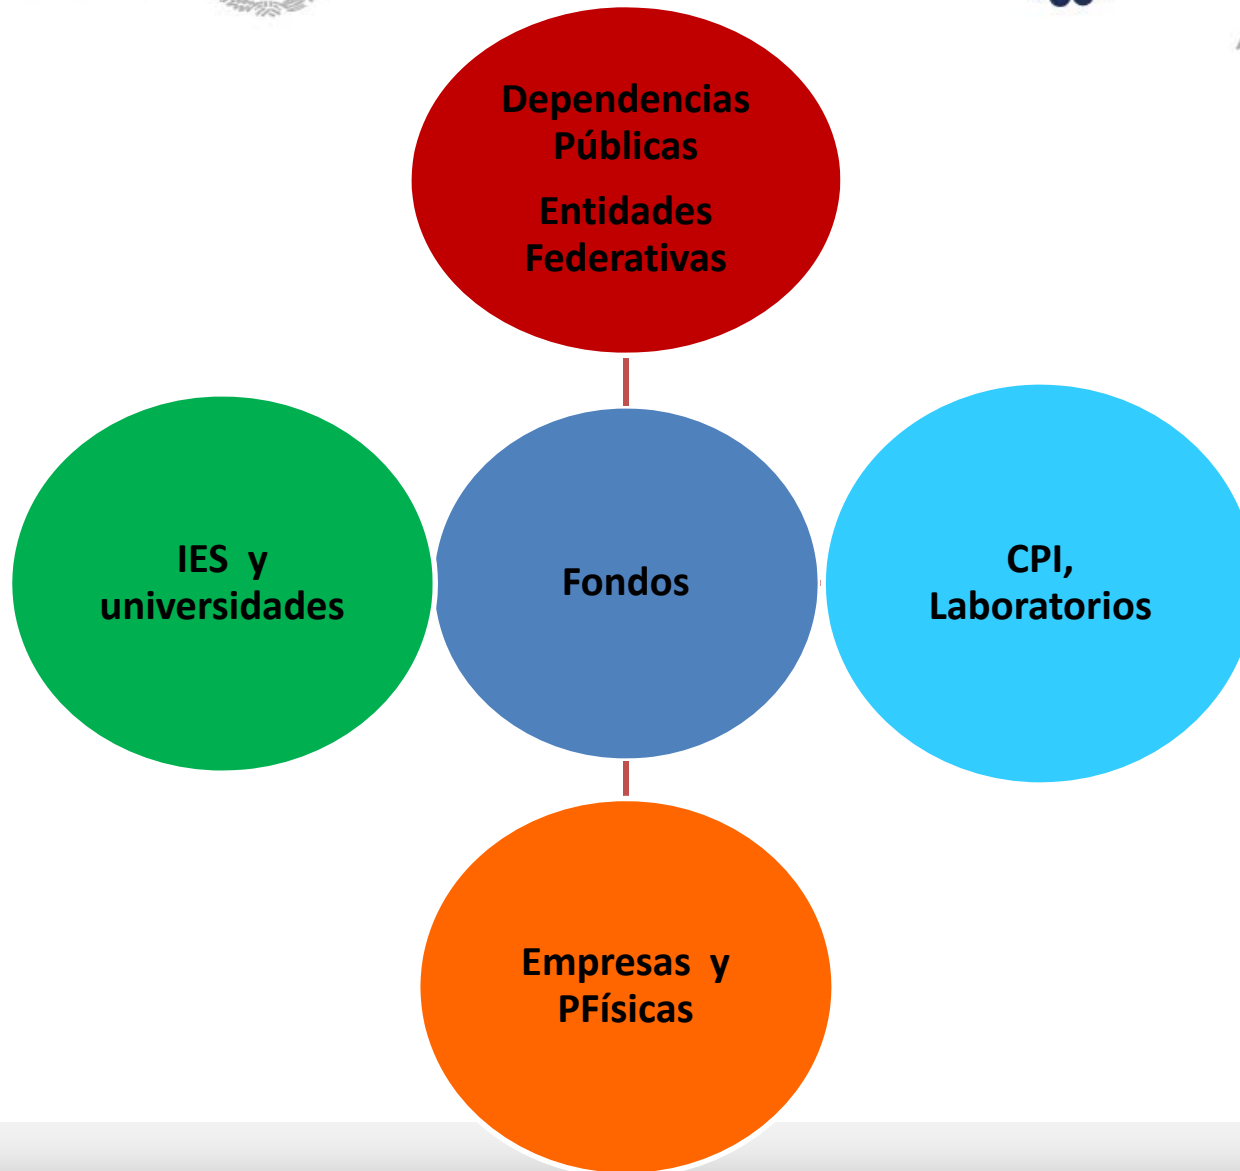 Dependencias
Públicas
Entidades
Federativas
IES y
universidades
Fondos
CPI,
Laboratorios
Empresas y
PFísicas